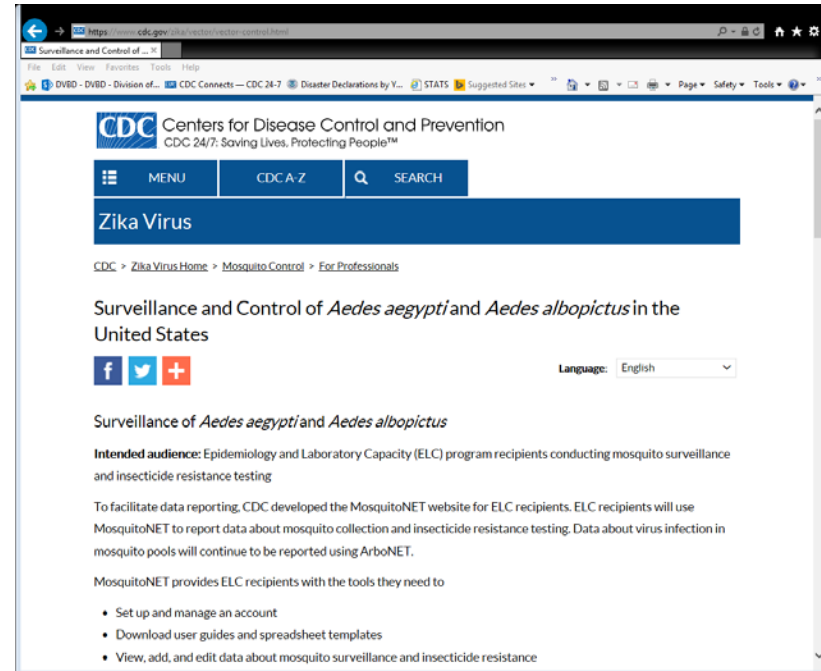 https://www.cdc.gov/zika/vector/vector-control.html
Surveillance and Control of ... ×
File Edit View Favorites Tools Help
DVBD - DVBD - Division of... CDC Connects — CDC 24-7 Disaster Declarations by Y... STATS Suggested Sites Page Safety Tools
CDC Centers for Disease Control and Prevention
CDC 24/7: Saving Lives, Protecting People™
MENU CDC A-Z SEARCH
Zika Virus
CDC > Zika Virus Home > Mosquito Control > For Professionals
Surveillance and Control of Aedes aegypti and Aedes albopictus in the
United States
Language: English
Surveillance of Aedes aegypti and Aedes albopictus
Intended audience: Epidemiology and Laboratory Capacity (ELC) program recipients conducting mosquito surveillance
and insecticide resistance testing
To facilitate data reporting, CDC developed the MosquitoNET website for ELC recipients. ELC recipients will use
MosquitoNET to report data about mosquito collection and insecticide resistance testing. Data about virus infection in
mosquito pools will continue to be reported using ArboNET.
MosquitoNET provides ELC recipients with the tools they need to
• Set up and manage an account
• Download user guides and spreadsheet templates
• View, add, and edit data about mosquito surveillance and insecticide resistance